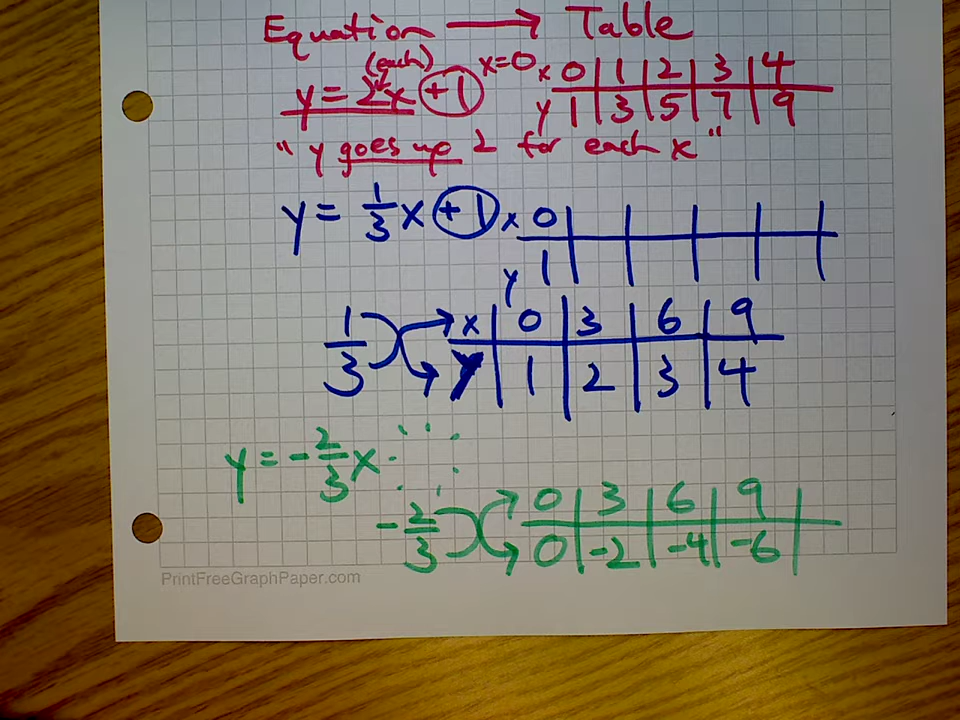 Equation ⟶ Table
(each)
y = 2x +1 x=0 x 0 | 1 | 2 | 3 | 4
y 1 | 3 | 5 | 7 | 9
"y goes up 2 for each x"
y = 1/3 x +1 x 0
y 1
1/3 x | 0 | 3 | 6 | 9
y | 1 | 2 | 3 | 4
y = -2/3 x
-2/3 0 | 3 | 6 | 9
0 | -2 | -4 | -6
PrintFreeGraphPaper.com